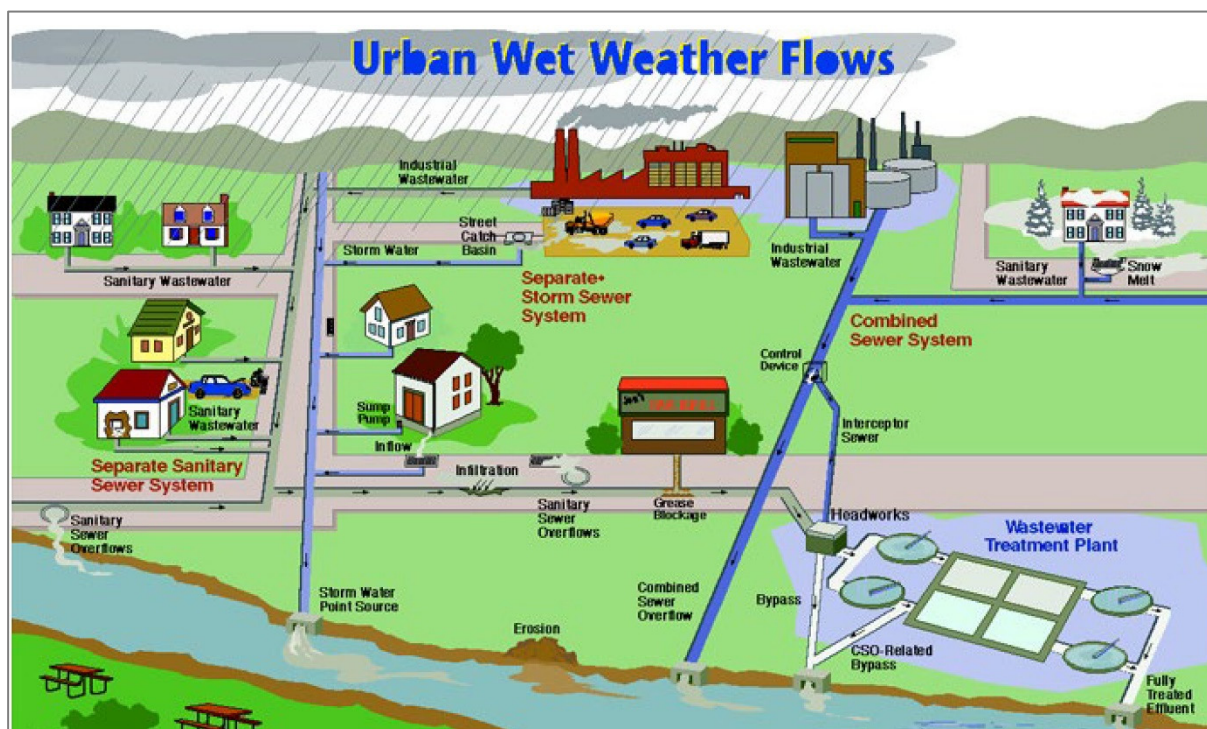 Urban Wet Weather Flows
Industrial
Wastewater
Street
Catch
Basin
Storm Water
Sanitary Wastewater
Separate•
Storm Sewer
System
Industrial
Wastewater
Sanitary
Wastewater
Snow
Melt
Combined
Sewer System
Control
Device
Sanitary
Wastewater
Sump
Pump
Inflow
Interceptor
Sewer
Separate Sanitary
Sewer System
Infiltration
Sanitary
Sewer
Overflows
Sanitary
Sewer
Overflows
Grease
Blockage
Headworks
Wastewater
Treatment Plant
Storm Water
Point Source
Erosion
Combined
Sewer
Overflow
Bypass
CSO-Related
Bypass
Fully
Treated
Effluent